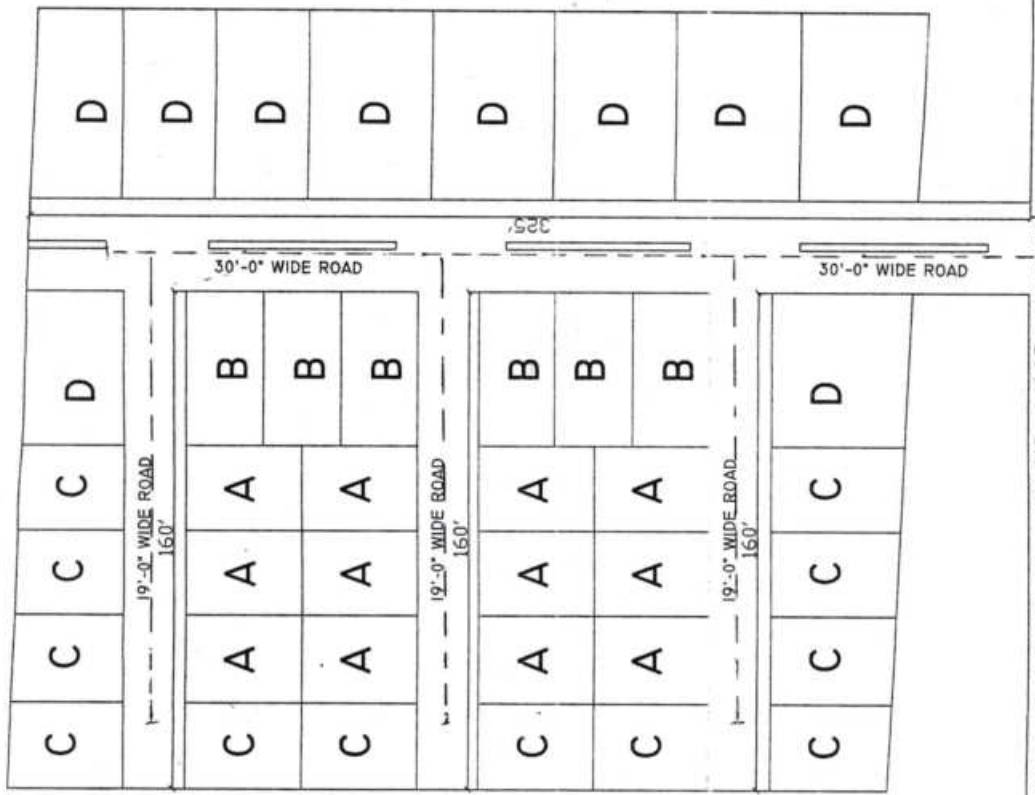 D D D D D D D D
325'
30'-0" WIDE ROAD 30'-0" WIDE ROAD
D B B B B B B D
C A A A A C
19'-0" WIDE ROAD 19'-0" WIDE ROAD 19'-0" WIDE ROAD
160' 160' 160'
C A A A A C
C A A A A C
C C C C C C